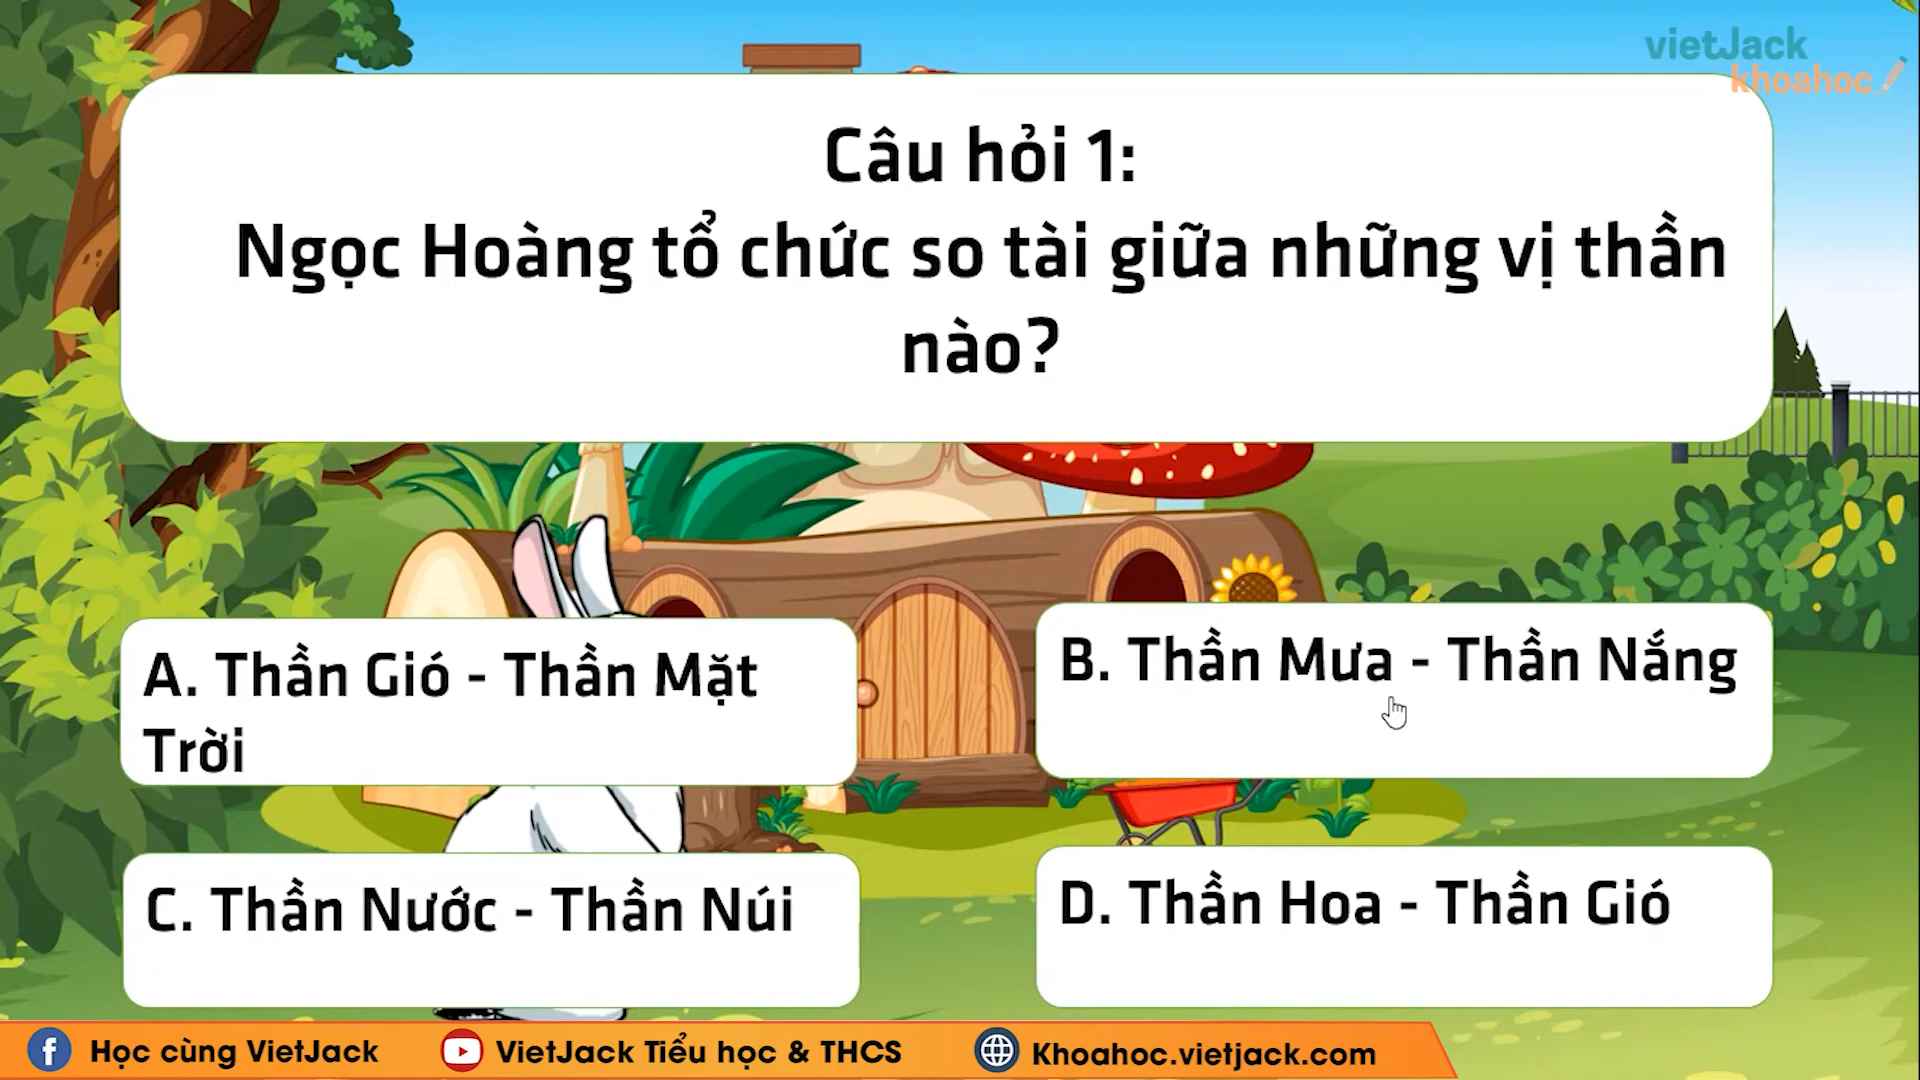 vietJack
khoahoc
Câu hỏi 1:
Ngọc Hoàng tổ chức so tài giữa những vị thần
nào?
A. Thần Gió - Thần Mặt
Trời
B. Thần Mưa - Thần Nắng
C. Thần Nước - Thần Núi
D. Thần Hoa - Thần Gió
Học cùng VietJack
VietJack Tiểu học & THCS
Khoahoc.vietjack.com